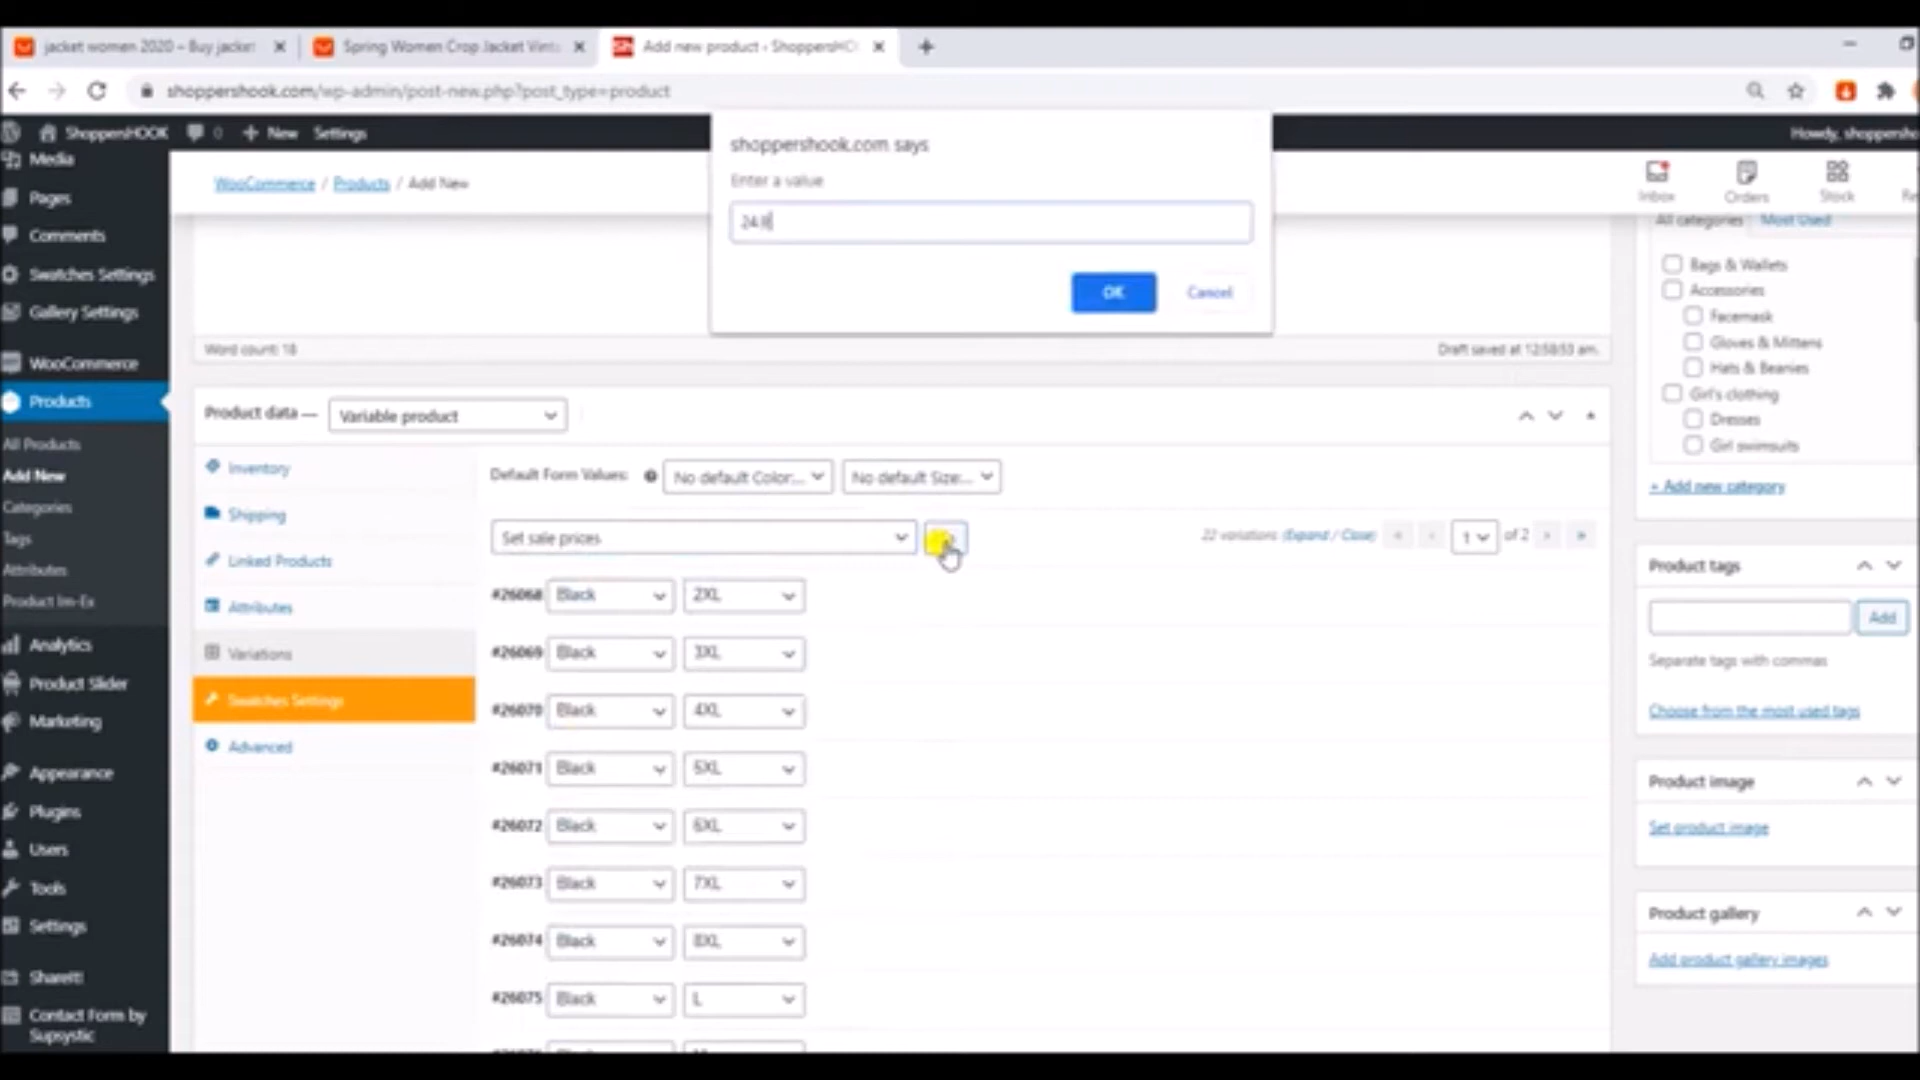 jacket women 2020 – Buy jacket
Spring Women Crop Jacket Vinta
Add new product ‹ ShoppersHO
shoppershook.com/wp-admin/post-new.php?post_type=product
ShoppersHOOK
0
New
Settings
Howdy, shoppersho
shoppershook.com says
Enter a value
OK
Cancel
Media
Pages
Comments
Swatches Settings
Gallery Settings
WooCommerce
Products
All Products
Add New
Categories
Tags
Attributes
Product Im-Ex
Analytics
Product Slider
Marketing
Appearance
Plugins
Users
Tools
Settings
Contact Form by
Supsystic
WooCommerce / Products / Add New
Inbox
Orders
Stock
Word count: 18
Draft saved at 12:58:53 am.
Product data —
Variable product
Inventory
Shipping
Linked Products
Attributes
Variations
Swatches Settings
Advanced
Default Form Values:
No default Color:...
No default Size:...
Set sale prices
22 variations (Expand / Close)
« ‹ 1 of 2 › »
#26068 Black 2XL
#26069 Black 3XL
#26070 Black 4XL
#26071 Black 5XL
#26072 Black 6XL
#26073 Black 7XL
#26074 Black 8XL
#26075 Black L
All categories
Most Used
Bags & Wallets
Accessories
Facemask
Gloves & Mittens
Hats & Beanies
Girl's clothing
Dresses
Girl swimsuits
+ Add new category
Product tags
Add
Separate tags with commas
Choose from the most used tags
Product image
Set product image
Product gallery
Add product gallery images